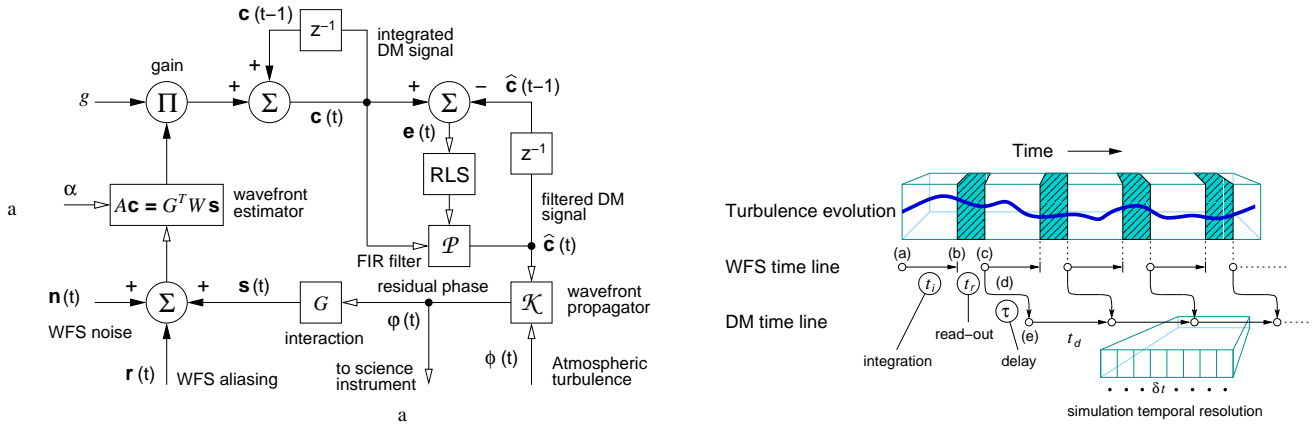 c (t−1)
z⁻¹
integrated
DM signal
gain
+
+
g
Π
Σ
c (t)
+
Σ
−
ĉ (t−1)
e (t)
z⁻¹
RLS
α
Ac = GᵀW s
wavefront
estimator
a
filtered DM
signal
𝒫
ĉ (t)
FIR filter
n (t)
+
Σ
+
s (t)
G
residual phase
𝒦
wavefront
propagator
WFS noise
interaction
φ (t)
r (t)
WFS aliasing
to science
instrument
ϕ (t)
Atmospheric
turbulence
a
Time
Turbulence evolution
WFS time line
(a)
(b)
(c)
tᵢ
tᵣ
(d)
DM time line
τ
(e)
t_d
read−out
integration
delay
δt
simulation temporal resolution